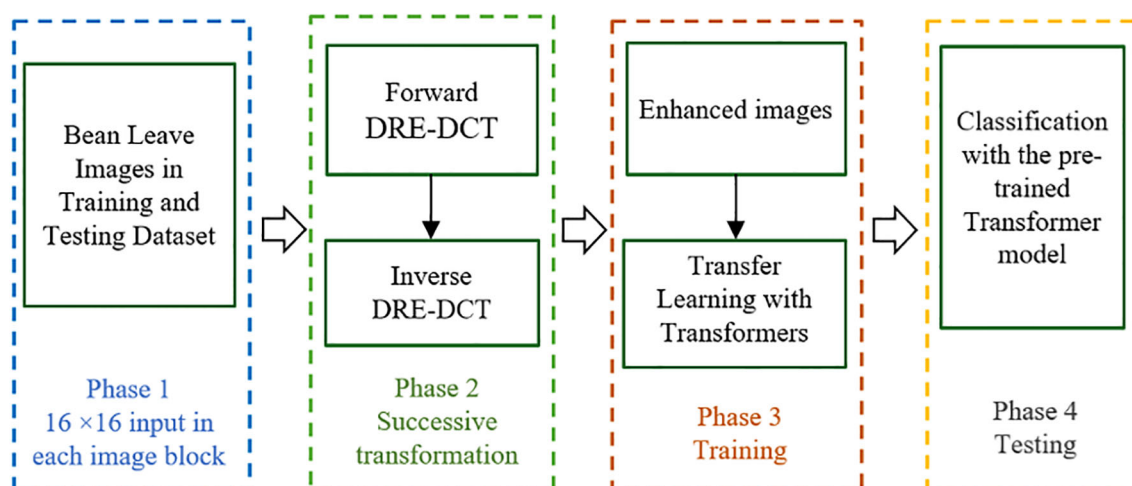 Bean Leave
Images in
Training and
Testing Dataset
Phase 1
16 ×16 input in
each image block
Forward
DRE-DCT
Inverse
DRE-DCT
Phase 2
Successive
transformation
Enhanced images
Transfer
Learning with
Transformers
Phase 3
Training
Classification
with the pre-
trained
Transformer
model
Phase 4
Testing